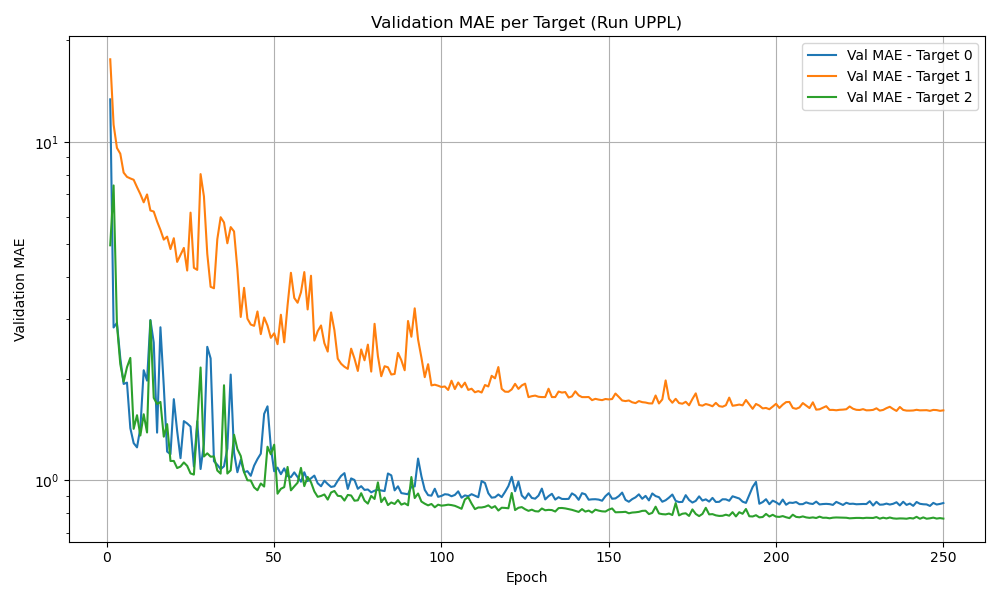 Validation MAE per Target (Run UPPL)
Val MAE - Target 0
Val MAE - Target 1
Val MAE - Target 2
Validation MAE
10¹
10⁰
0 50 100 150 200 250
Epoch